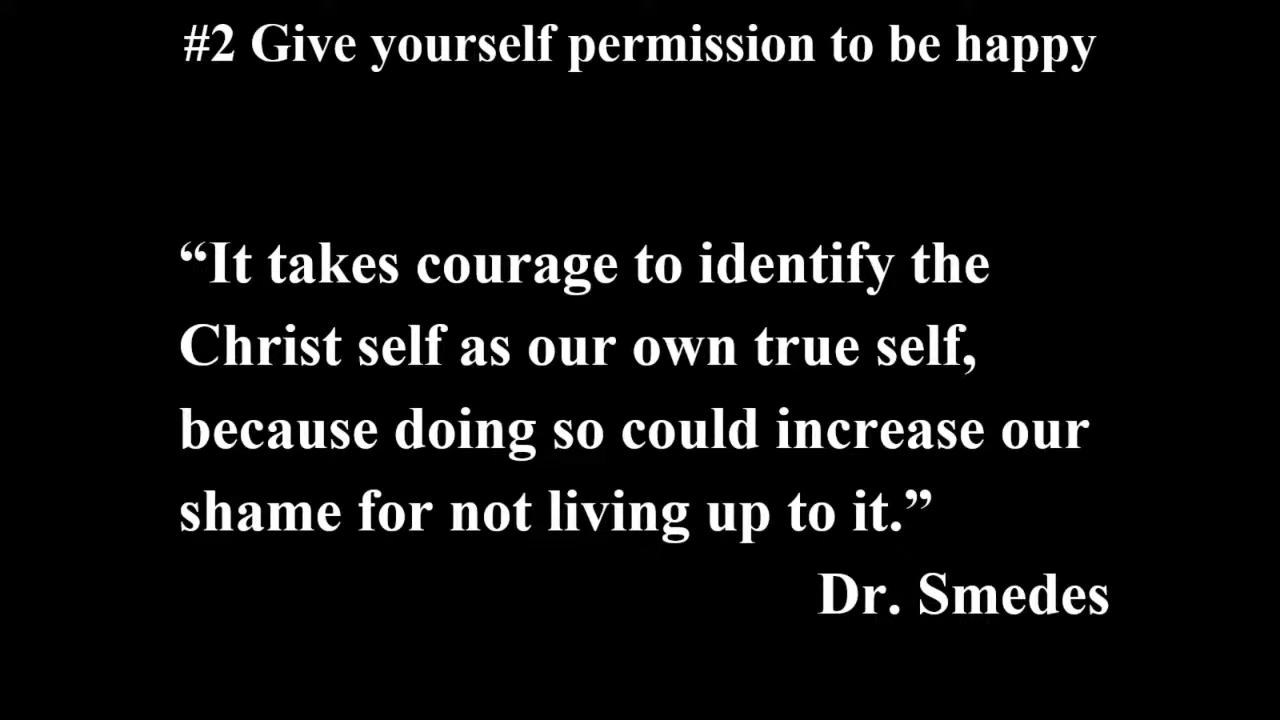 #2 Give yourself permission to be happy
“It takes courage to identify the
Christ self as our own true self,
because doing so could increase our
shame for not living up to it.”
Dr. Smedes